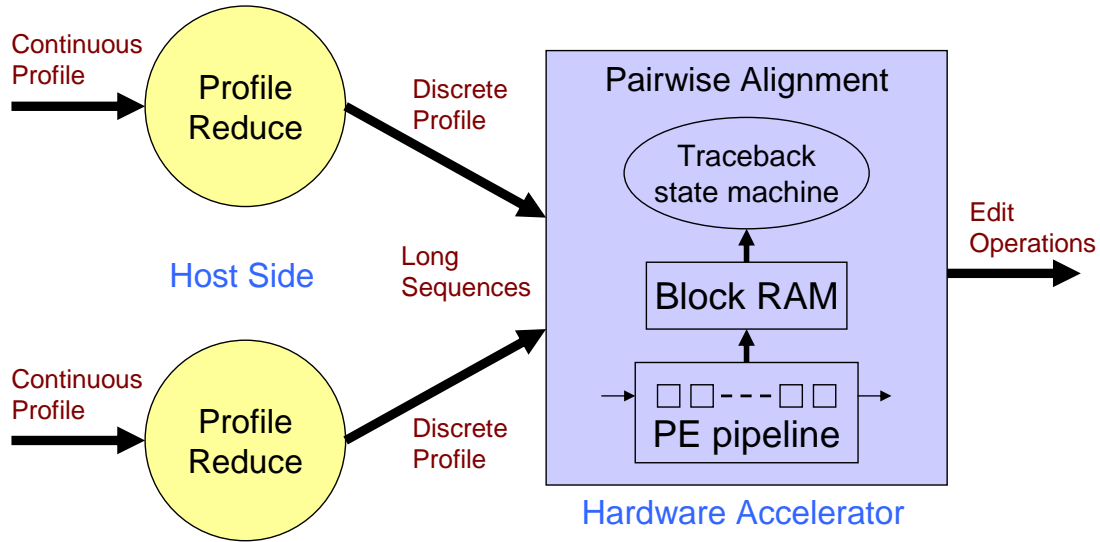 Continuous
Profile
Profile
Reduce
Discrete
Profile
Host Side
Long
Sequences
Continuous
Profile
Profile
Reduce
Discrete
Profile
Pairwise Alignment
Traceback
state machine
Block RAM
PE pipeline
Hardware Accelerator
Edit
Operations